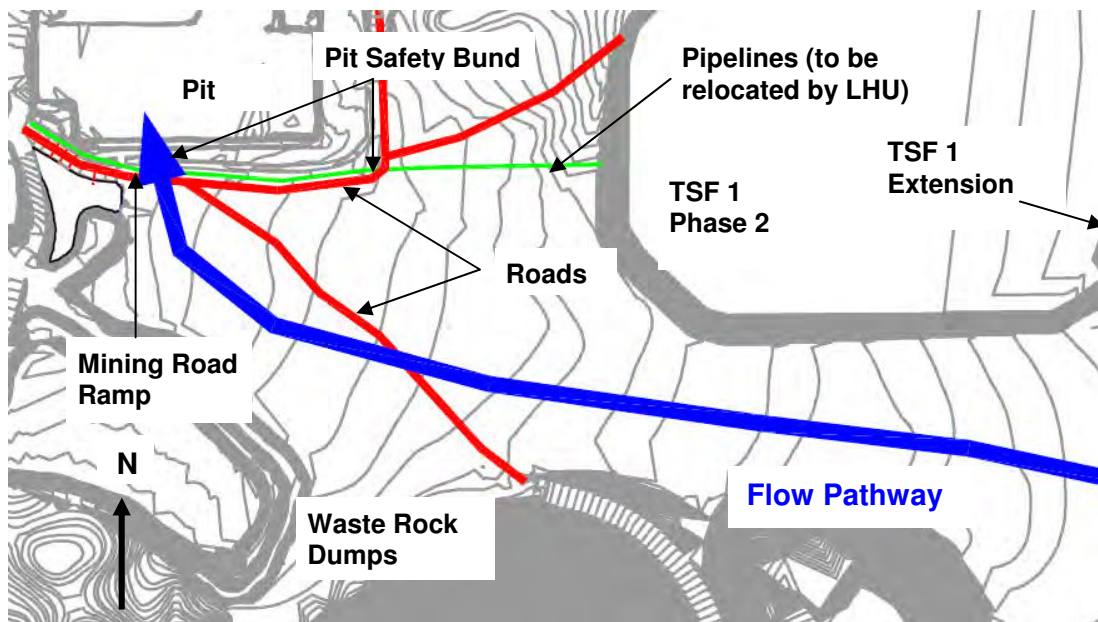 Pit Safety Bund
Pit
Pipelines (to be
relocated by LHU)
TSF 1
Extension
TSF 1
Phase 2
Roads
Mining Road
Ramp
N
Flow Pathway
Waste Rock
Dumps